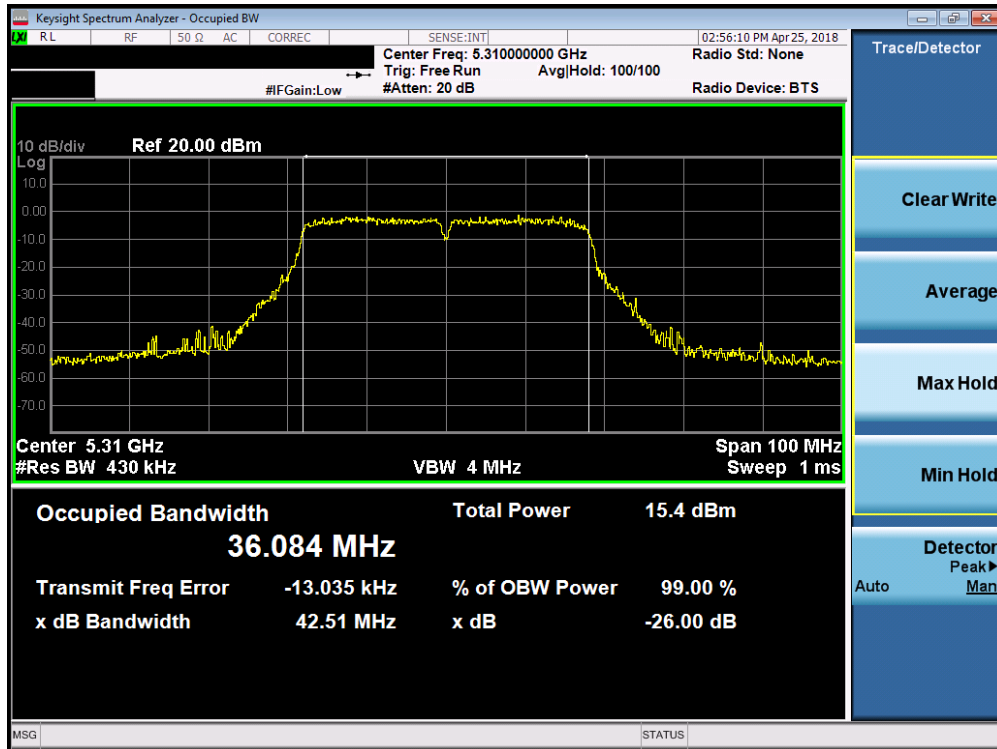 Keysight Spectrum Analyzer - Occupied BW
LXI RL RF 50 Ω AC CORREC SENSE:INT 02:56:10 PM Apr 25, 2018
Center Freq: 5.310000000 GHz Radio Std: None
Trig: Free Run Avg|Hold: 100/100
#IFGain:Low #Atten: 20 dB Radio Device: BTS
10 dB/div Ref 20.00 dBm
Log
10.0
0.00
-10.0
-20.0
-30.0
-40.0
-50.0
-60.0
-70.0
Center 5.31 GHz Span 100 MHz
#Res BW 430 kHz VBW 4 MHz Sweep 1 ms
Occupied Bandwidth Total Power 15.4 dBm
36.084 MHz
Transmit Freq Error -13.035 kHz % of OBW Power 99.00 %
x dB Bandwidth 42.51 MHz x dB -26.00 dB
MSG STATUS
Trace/Detector
Clear Write
Average
Max Hold
Min Hold
Detector
Peak▶
Auto Man